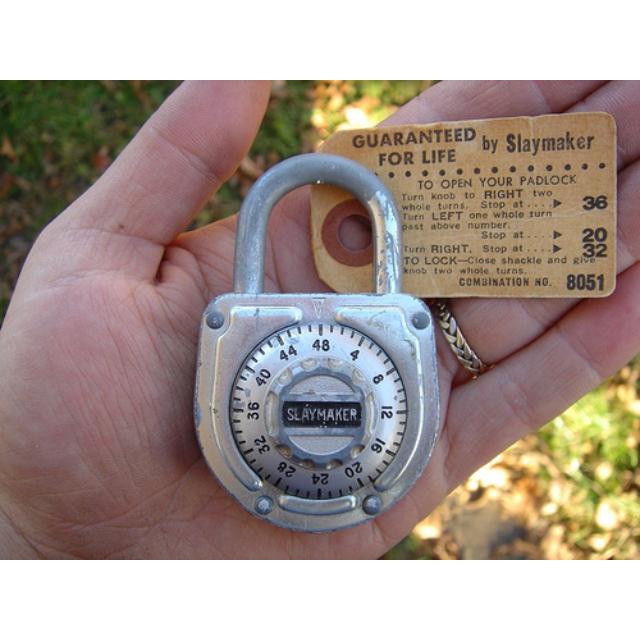 GUARANTEED by Slaymaker
FOR LIFE
TO OPEN YOUR PADLOCK
Turn knob to RIGHT two
whole turns. Stop at....► 36
Turn LEFT one whole turn
past above number.
Stop at....► 20
Turn RIGHT. Stop at....► 32
TO LOCK—Close shackle and give
knob two whole turns.
COMBINATION NO. 8051
48
4
8
12
16
20
24
28
32
36
40
44
SLAYMAKER